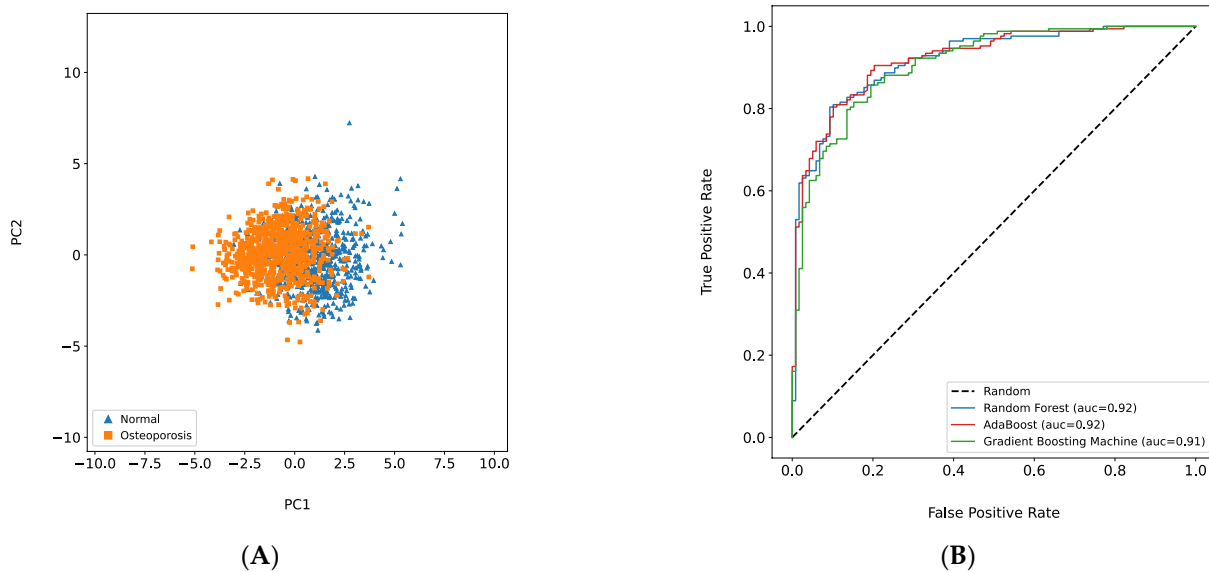 10
5
0
−5
−10
PC2
Normal
Osteoporosis
−10.0 −7.5 −5.0 −2.5 0.0 2.5 5.0 7.5 10.0
PC1
(A)
1.0
0.8
0.6
0.4
0.2
0.0
True Positive Rate
Random
Random Forest (auc=0.92)
AdaBoost (auc=0.92)
Gradient Boosting Machine (auc=0.91)
0.0 0.2 0.4 0.6 0.8 1.0
False Positive Rate
(B)